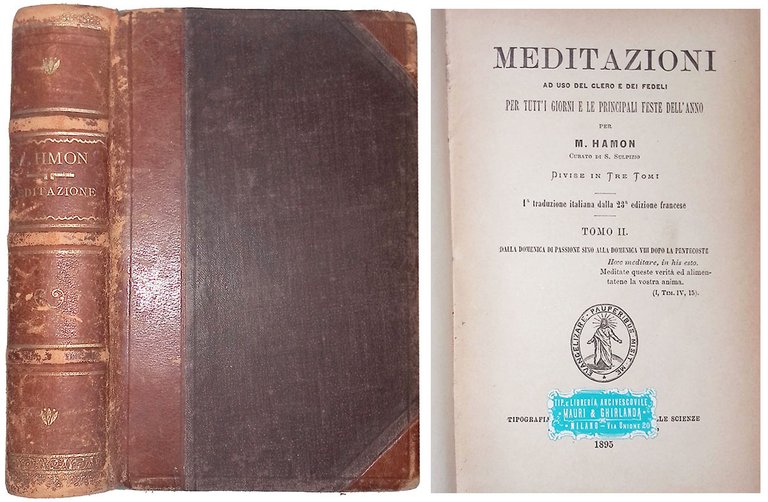 HMON
MEDITAZIONE
MEDITAZIONI
AD USO DEL CLERO E DEI FEDELI
PER TUTT'I GIORNI E LE PRINCIPALI FESTE DELL'ANNO
PER
M. HAMON
CURATO DI S. SULPIZIO
DIVISE IN TRE TOMI
1ª traduzione italiana dalla 23ª edizione francese
TOMO II.
DALLA DOMENICA DI PASSIONE SINO ALLA DOMENICA VIII DOPO LA PENTECOSTE
Hæc meditare, in his esto.
Meditate queste verità ed alimen-
tatene la vostra anima.
(I, TIM. IV, 15).
EVANGELIZARE PAUPERIBUS MISIT ME
TIP. e LIBRERIA ARCIVESCOVILE
MAURI & GHIRLANDA
MILANO - VIA UNIONE 20
TIPOGRAFIA LE SCIENZE
1895